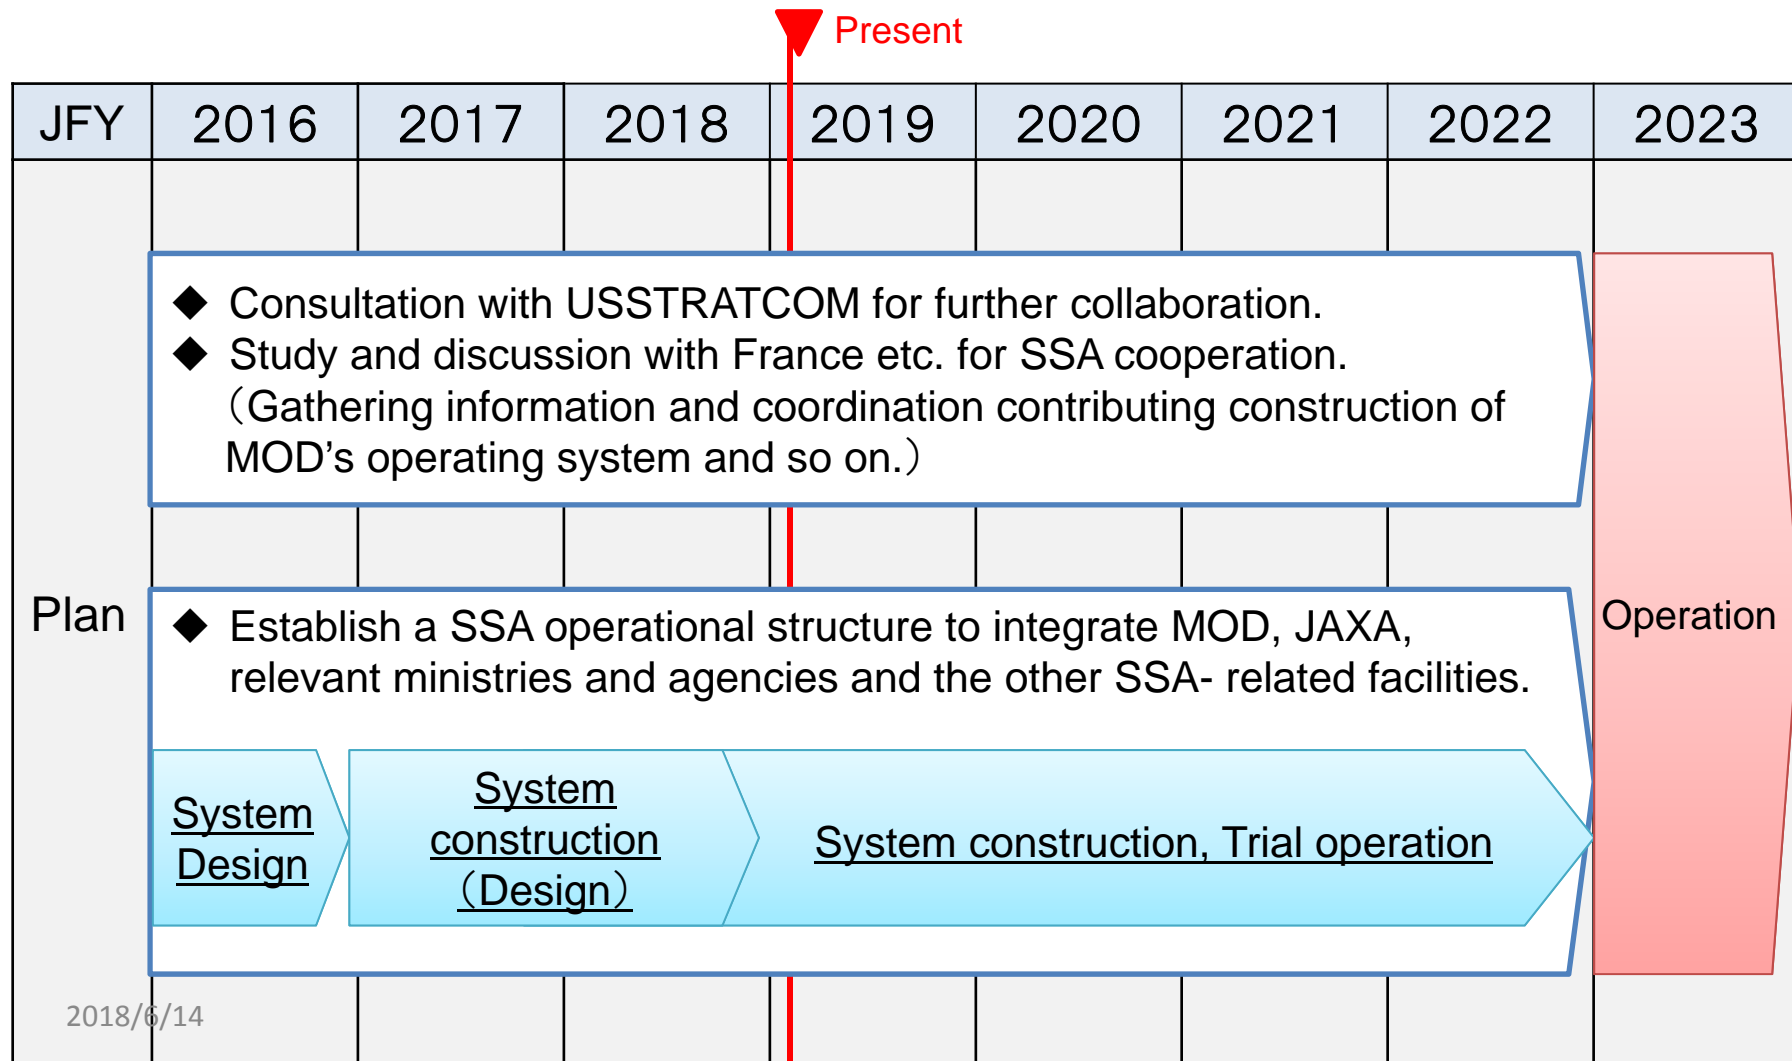 Present
JFY 2016 2017 2018 2019 2020 2021 2022 2023
◆ Consultation with USSTRATCOM for further collaboration.
◆ Study and discussion with France etc. for SSA cooperation.
（Gathering information and coordination contributing construction of
MOD’s operating system and so on.）
Plan
◆ Establish a SSA operational structure to integrate MOD, JAXA,
relevant ministries and agencies and the other SSA- related facilities.
Operation
System
Design
System
construction
（Design）
System construction, Trial operation
2018/6/14